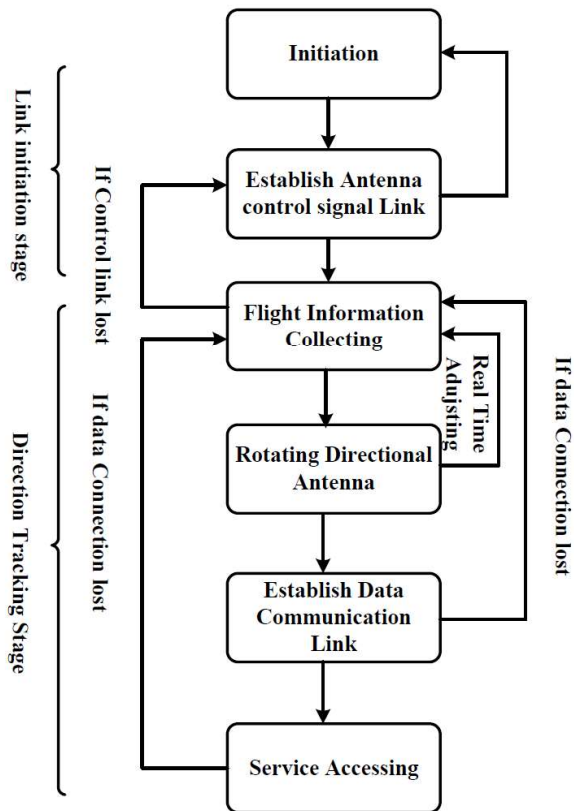 Initiation
Establish Antenna
control signal Link
Flight Information
Collecting
Rotating Directional
Antenna
Establish Data
Communication
Link
Service Accessing
Link initiation stage
Direction Tracking Stage
If Control link lost
If data Connection lost
Real Time
Adujsting
If data Connection lost